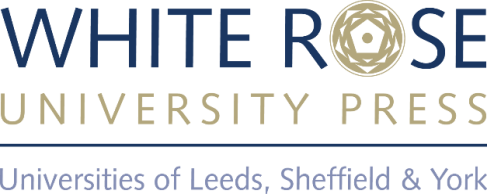 WHITE ROSE
UNIVERSITY PRESS
Universities of Leeds, Sheffield & York